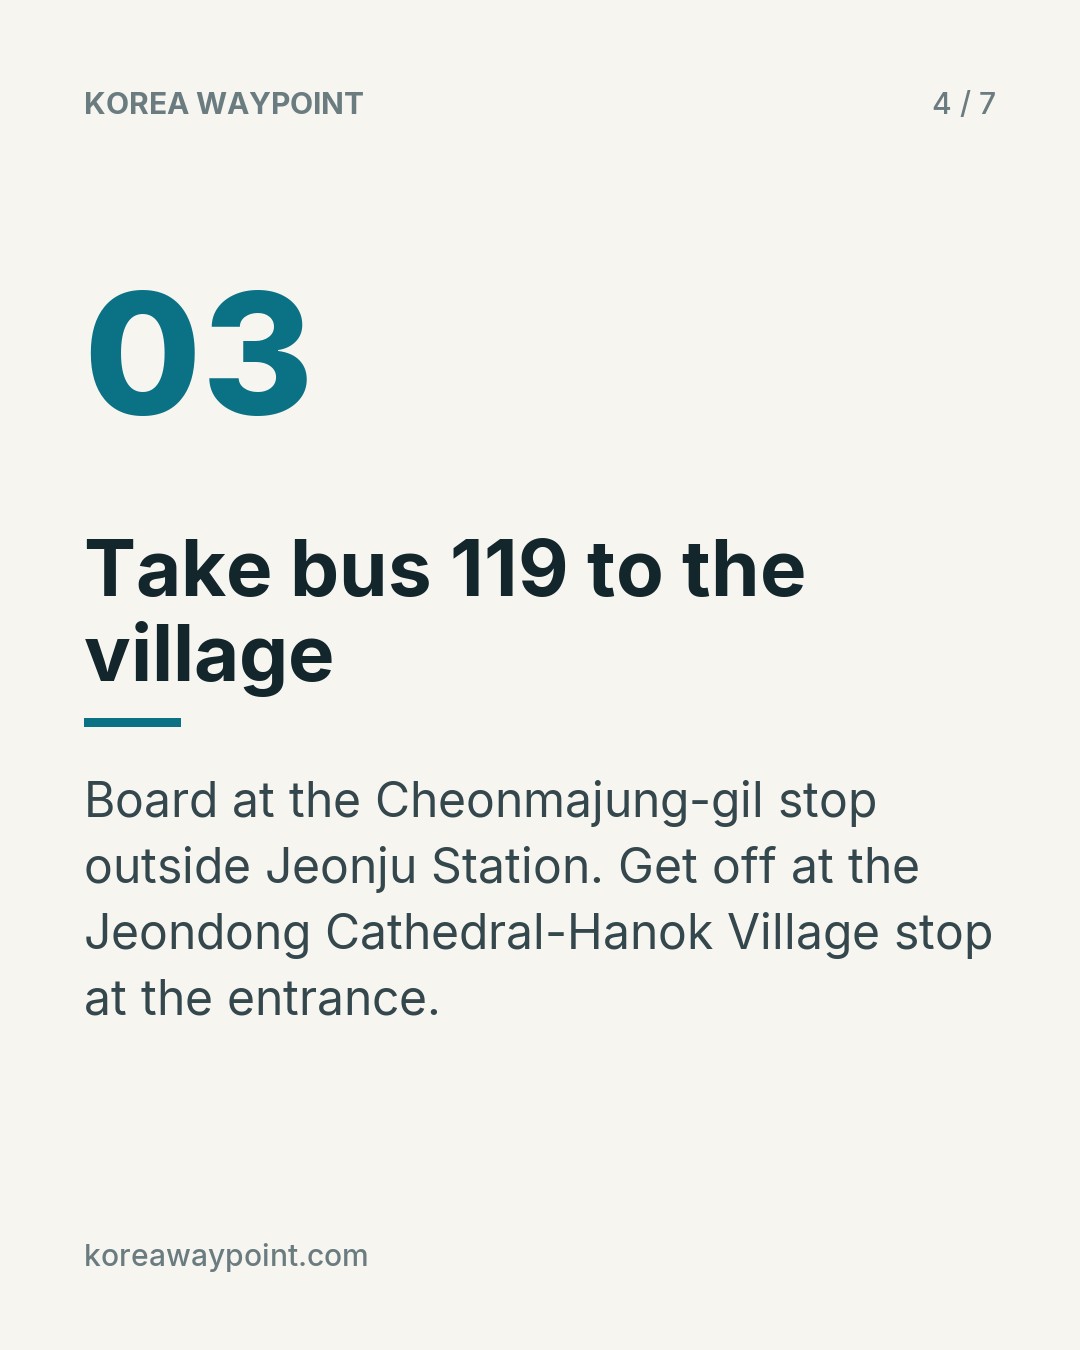 KOREA WAYPOINT
4 / 7
03
Take bus 119 to the
village
Board at the Cheonmajung-gil stop
outside Jeonju Station. Get off at the
Jeondong Cathedral-Hanok Village stop
at the entrance.
koreawaypoint.com